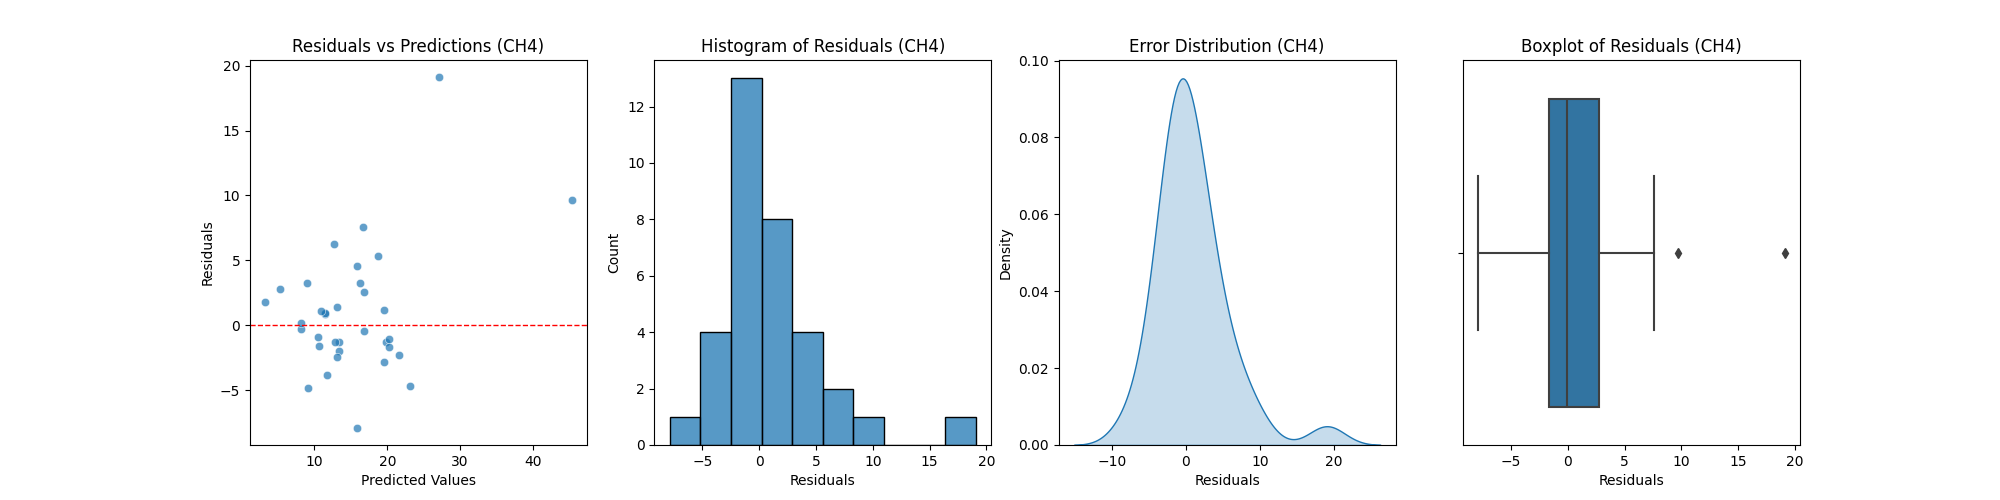 Residuals vs Predictions (CH4)
20
15
10
5
0
−5
Residuals
10 20 30 40
Predicted Values
Histogram of Residuals (CH4)
12
10
8
6
4
2
0
Count
−5 0 5 10 15 20
Residuals
Error Distribution (CH4)
0.10
0.08
0.06
0.04
0.02
0.00
Density
−10 0 10 20
Residuals
Boxplot of Residuals (CH4)
−5 0 5 10 15 20
Residuals